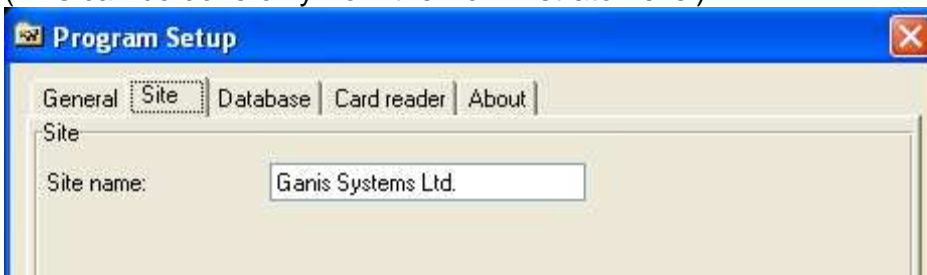 Program Setup
General Site Database Card reader About
Site
Site name: Ganis Systems Ltd.